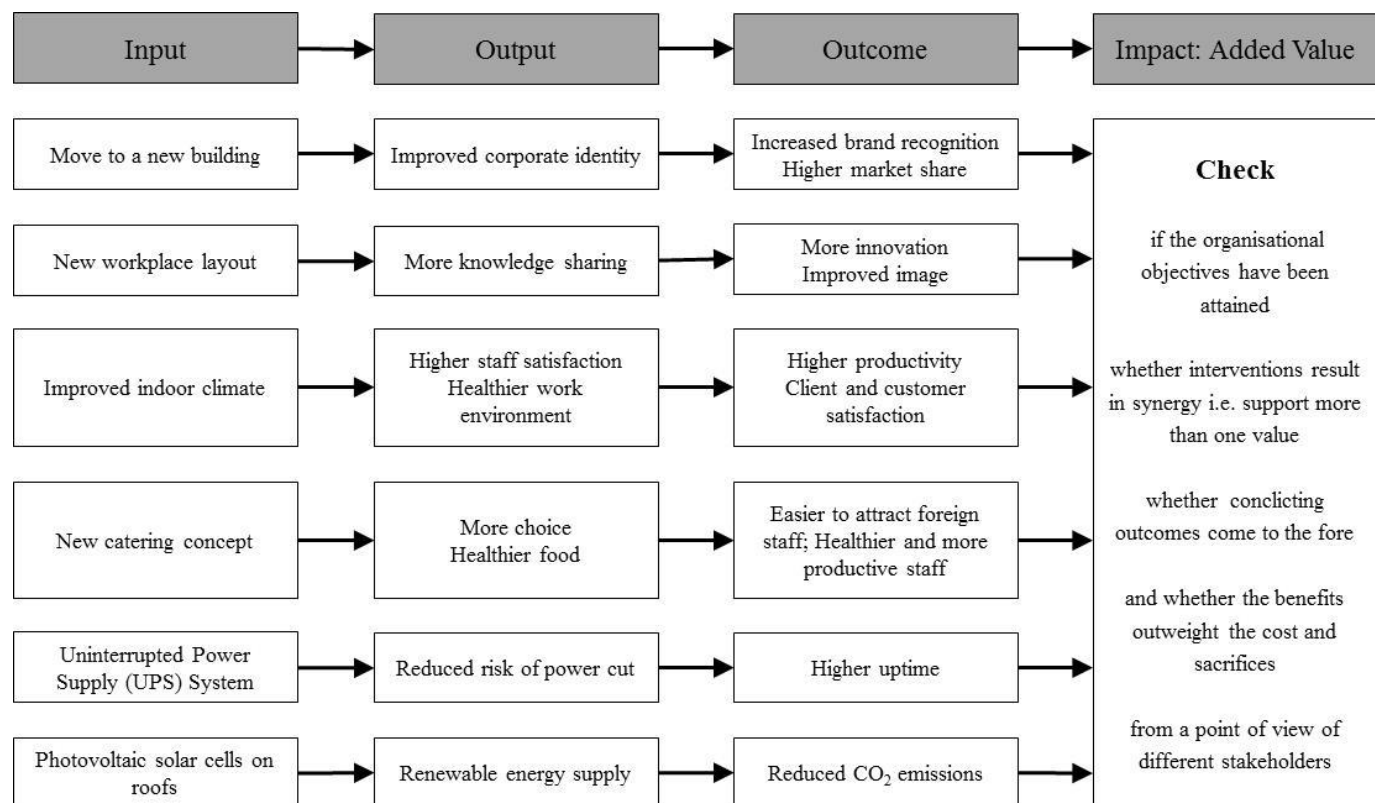 Input
Output
Outcome
Impact: Added Value
Move to a new building
Improved corporate identity
Increased brand recognition
Higher market share
New workplace layout
More knowledge sharing
More innovation
Improved image
Improved indoor climate
Higher staff satisfaction
Healthier work
environment
Higher productivity
Client and customer
satisfaction
New catering concept
More choice
Healthier food
Easier to attract foreign
staff; Healthier and more
productive staff
Uninterrupted Power
Supply (UPS) System
Reduced risk of power cut
Higher uptime
Photovoltaic solar cells on
roofs
Renewable energy supply
Reduced CO₂ emissions
Check
if the organisational
objectives have been
attained
whether interventions result
in synergy i.e. support more
than one value
whether conclicting
outcomes come to the fore
and whether the benefits
outweight the cost and
sacrifices
from a point of view of
different stakeholders